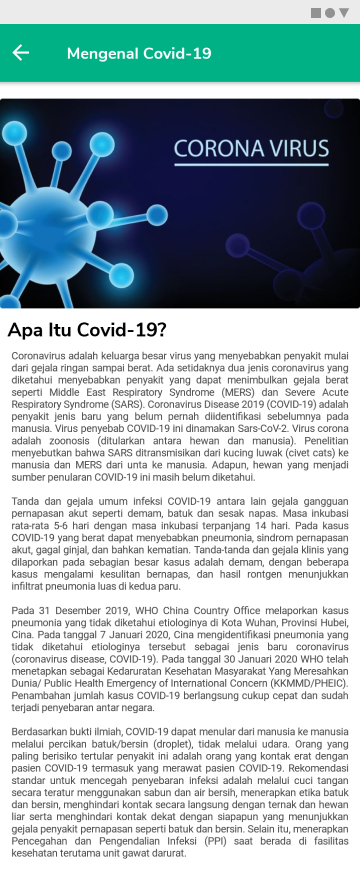 Mengenal Covid-19
CORONA VIRUS
Apa Itu Covid-19?
Coronavirus adalah keluarga besar virus yang menyebabkan penyakit mulai
dari gejala ringan sampai berat. Ada setidaknya dua jenis coronavirus yang
diketahui menyebabkan penyakit yang dapat menimbulkan gejala berat
seperti Middle East Respiratory Syndrome (MERS) dan Severe Acute
Respiratory Syndrome (SARS). Coronavirus Disease 2019 (COVID-19) adalah
penyakit jenis baru yang belum pernah diidentifikasi sebelumnya pada
manusia. Virus penyebab COVID-19 ini dinamakan Sars-CoV-2. Virus corona
adalah zoonosis (ditularkan antara hewan dan manusia). Penelitian
menyebutkan bahwa SARS ditransmisikan dari kucing luwak (civet cats) ke
manusia dan MERS dari unta ke manusia. Adapun, hewan yang menjadi
sumber penularan COVID-19 ini masih belum diketahui.
Tanda dan gejala umum infeksi COVID-19 antara lain gejala gangguan
pernapasan akut seperti demam, batuk dan sesak napas. Masa inkubasi
rata-rata 5-6 hari dengan masa inkubasi terpanjang 14 hari. Pada kasus
COVID-19 yang berat dapat menyebabkan pneumonia, sindrom pernapasan
akut, gagal ginjal, dan bahkan kematian. Tanda-tanda dan gejala klinis yang
dilaporkan pada sebagian besar kasus adalah demam, dengan beberapa
kasus mengalami kesulitan bernapas, dan hasil rontgen menunjukkan
infiltrat pneumonia luas di kedua paru.
Pada 31 Desember 2019, WHO China Country Office melaporkan kasus
pneumonia yang tidak diketahui etiologinya di Kota Wuhan, Provinsi Hubei,
Cina. Pada tanggal 7 Januari 2020, Cina mengidentifikasi pneumonia yang
tidak diketahui etiologinya tersebut sebagai jenis baru coronavirus
(coronavirus disease, COVID-19). Pada tanggal 30 Januari 2020 WHO telah
menetapkan sebagai Kedaruratan Kesehatan Masyarakat Yang Meresahkan
Dunia/ Public Health Emergency of International Concern (KKMMD/PHEIC).
Penambahan jumlah kasus COVID-19 berlangsung cukup cepat dan sudah
terjadi penyebaran antar negara.
Berdasarkan bukti ilmiah, COVID-19 dapat menular dari manusia ke manusia
melalui percikan batuk/bersin (droplet), tidak melalui udara. Orang yang
paling berisiko tertular penyakit ini adalah orang yang kontak erat dengan
pasien COVID-19 termasuk yang merawat pasien COVID-19. Rekomendasi
standar untuk mencegah penyebaran infeksi adalah melalui cuci tangan
secara teratur menggunakan sabun dan air bersih, menerapkan etika batuk
dan bersin, menghindari kontak secara langsung dengan ternak dan hewan
liar serta menghindari kontak dekat dengan siapapun yang menunjukkan
gejala penyakit pernapasan seperti batuk dan bersin. Selain itu, menerapkan
Pencegahan dan Pengendalian Infeksi (PPI) saat berada di fasilitas
kesehatan terutama unit gawat darurat.